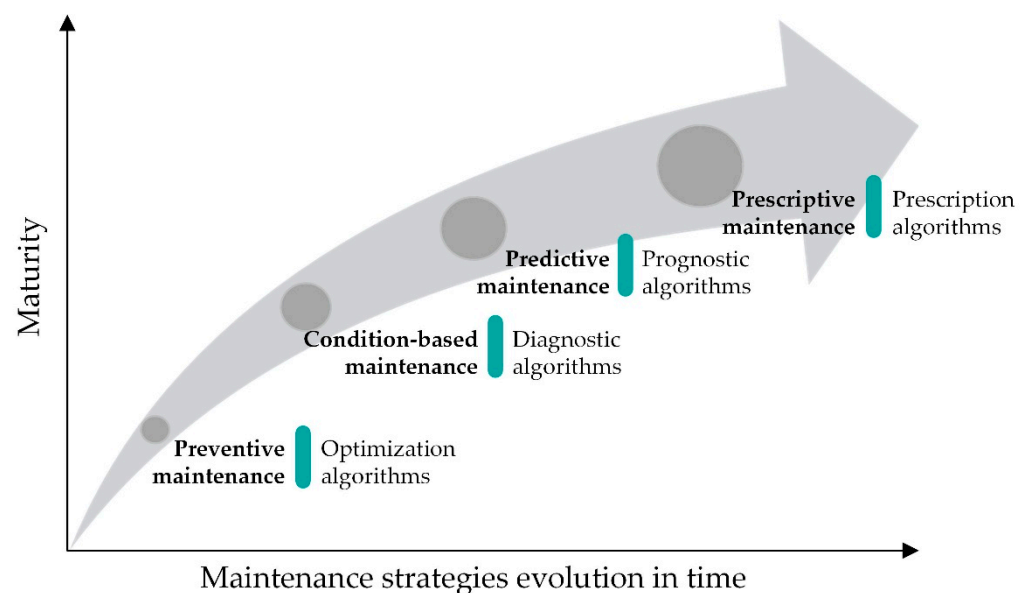 Maturity
Prescriptive
maintenance
Prescription
algorithms
Predictive
maintenance
Prognostic
algorithms
Condition-based
maintenance
Diagnostic
algorithms
Preventive
maintenance
Optimization
algorithms
Maintenance strategies evolution in time